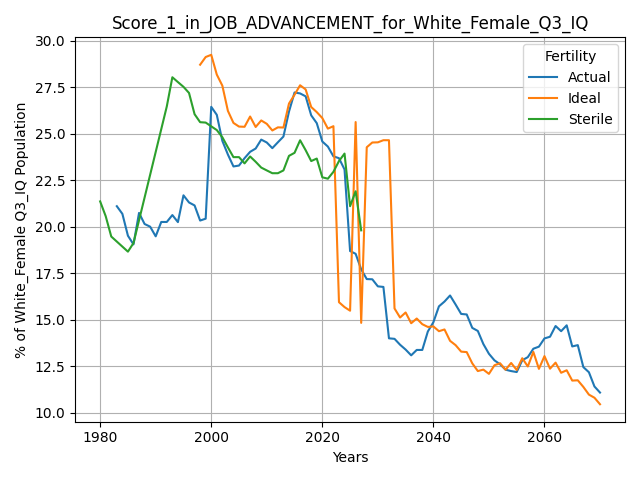 Score_1_in_JOB_ADVANCEMENT_for_White_Female_Q3_IQ
% of White_Female Q3_IQ Population
30.0
27.5
25.0
22.5
20.0
17.5
15.0
12.5
10.0
Fertility
Actual
Ideal
Sterile
1980
2000
2020
2040
2060
Years